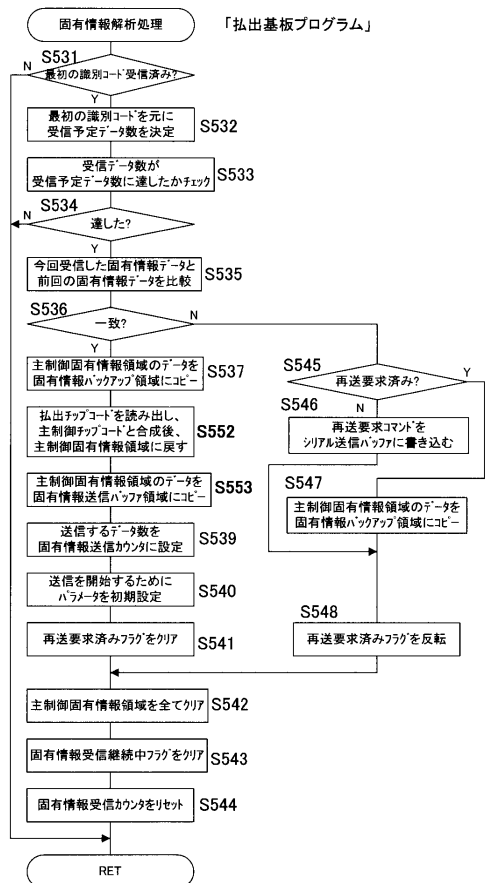 固有情報解析処理
「払出基板プログラム」
S531
N
最初の識別コード受信済み?
Y
最初の識別コードを元に
受信予定データ数を決定
S532
受信データ数が
受信予定データ数に達したかチェック
S533
S534
N
達した?
Y
今回受信した固有情報データと
前回の固有情報データを比較
S535
S536
一致?
N
Y
主制御固有情報領域のデータを
固有情報バックアップ領域にコピー
S537
払出チップコードを読み出し、
主制御チップコードと合成後、
主制御固有情報領域に戻す
S552
主制御固有情報領域のデータを
固有情報送信バッファ領域にコピー
S553
送信するデータ数を
固有情報送信カウンタに設定
S539
送信を開始するために
パラメータを初期設定
S540
再送要求済みフラグをクリア
S541
S545
再送要求済み?
Y
S546
N
再送要求コマンドを
シリアル送信バッファに書き込む
S547
主制御固有情報領域のデータを
固有情報バックアップ領域にコピー
S548
再送要求済みフラグを反転
主制御固有情報領域を全てクリア
S542
固有情報受信継続中フラグをクリア
S543
固有情報受信カウンタをリセット
S544
RET